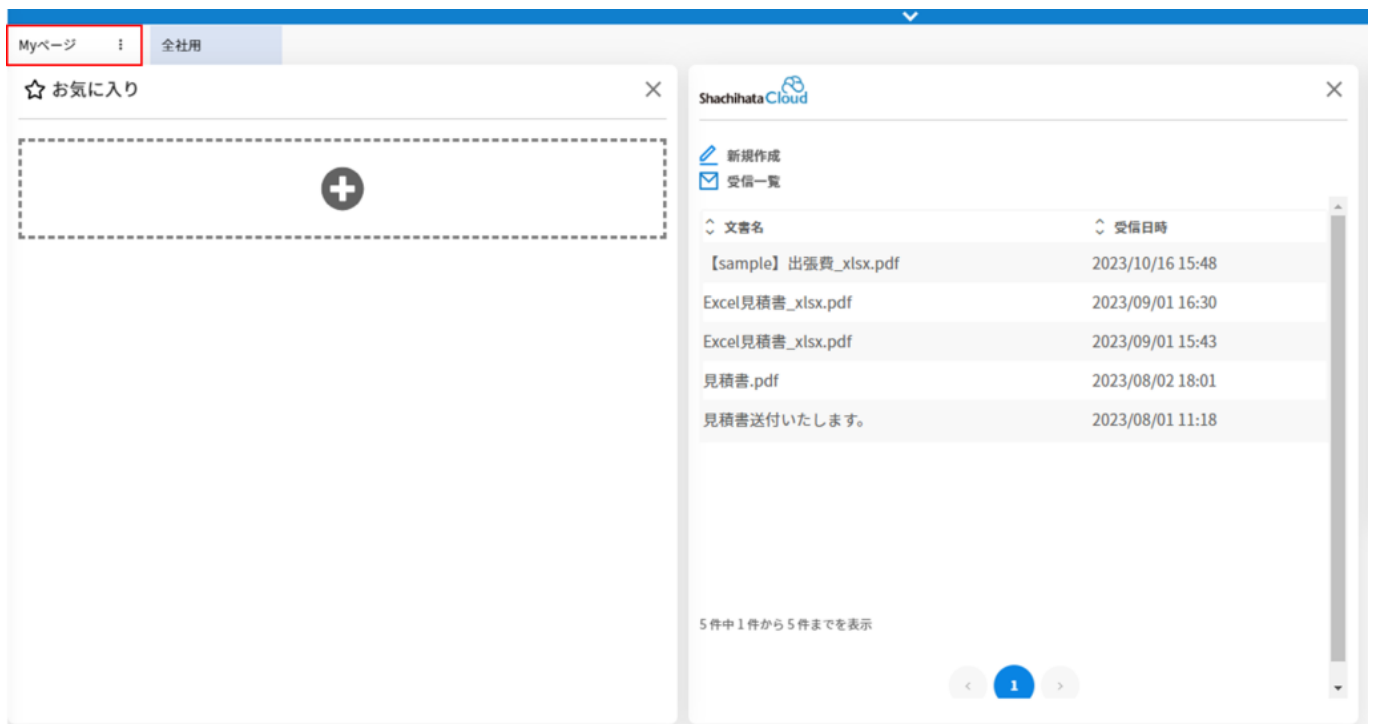 Myページ
全社用
お気に入り
Shachihata Cloud
新規作成
受信一覧
文書名 受信日時
【sample】出張費_xlsx.pdf 2023/10/16 15:48
Excel見積書_xlsx.pdf 2023/09/01 16:30
Excel見積書_xlsx.pdf 2023/09/01 15:43
見積書.pdf 2023/08/02 18:01
見積書送付いたします。 2023/08/01 11:18
5 件中 1 件から 5 件までを表示
1